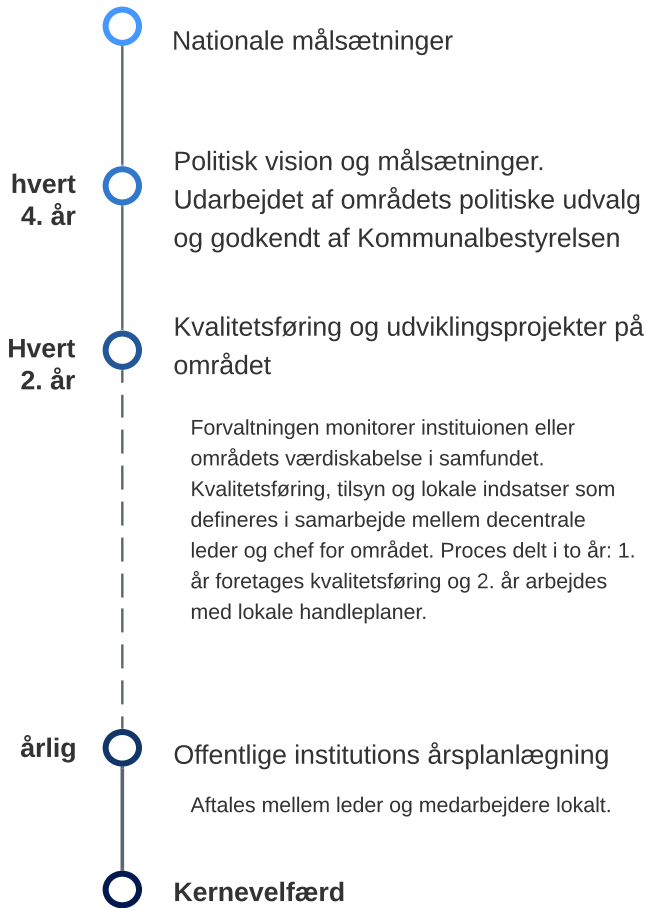 Nationale målsætninger
hvert
4. år
Politisk vision og målsætninger.
Udarbejdet af områdets politiske udvalg
og godkendt af Kommunalbestyrelsen
Hvert
2. år
Kvalitetsføring og udviklingsprojekter på
området
Forvaltningen monitorer instituionen eller
områdets værdiskabelse i samfundet.
Kvalitetsføring, tilsyn og lokale indsatser som
defineres i samarbejde mellem decentrale
leder og chef for området. Proces delt i to år: 1.
år foretages kvalitetsføring og 2. år arbejdes
med lokale handleplaner.
årlig
Offentlige institutions årsplanlægning
Aftales mellem leder og medarbejdere lokalt.
Kernevelfærd